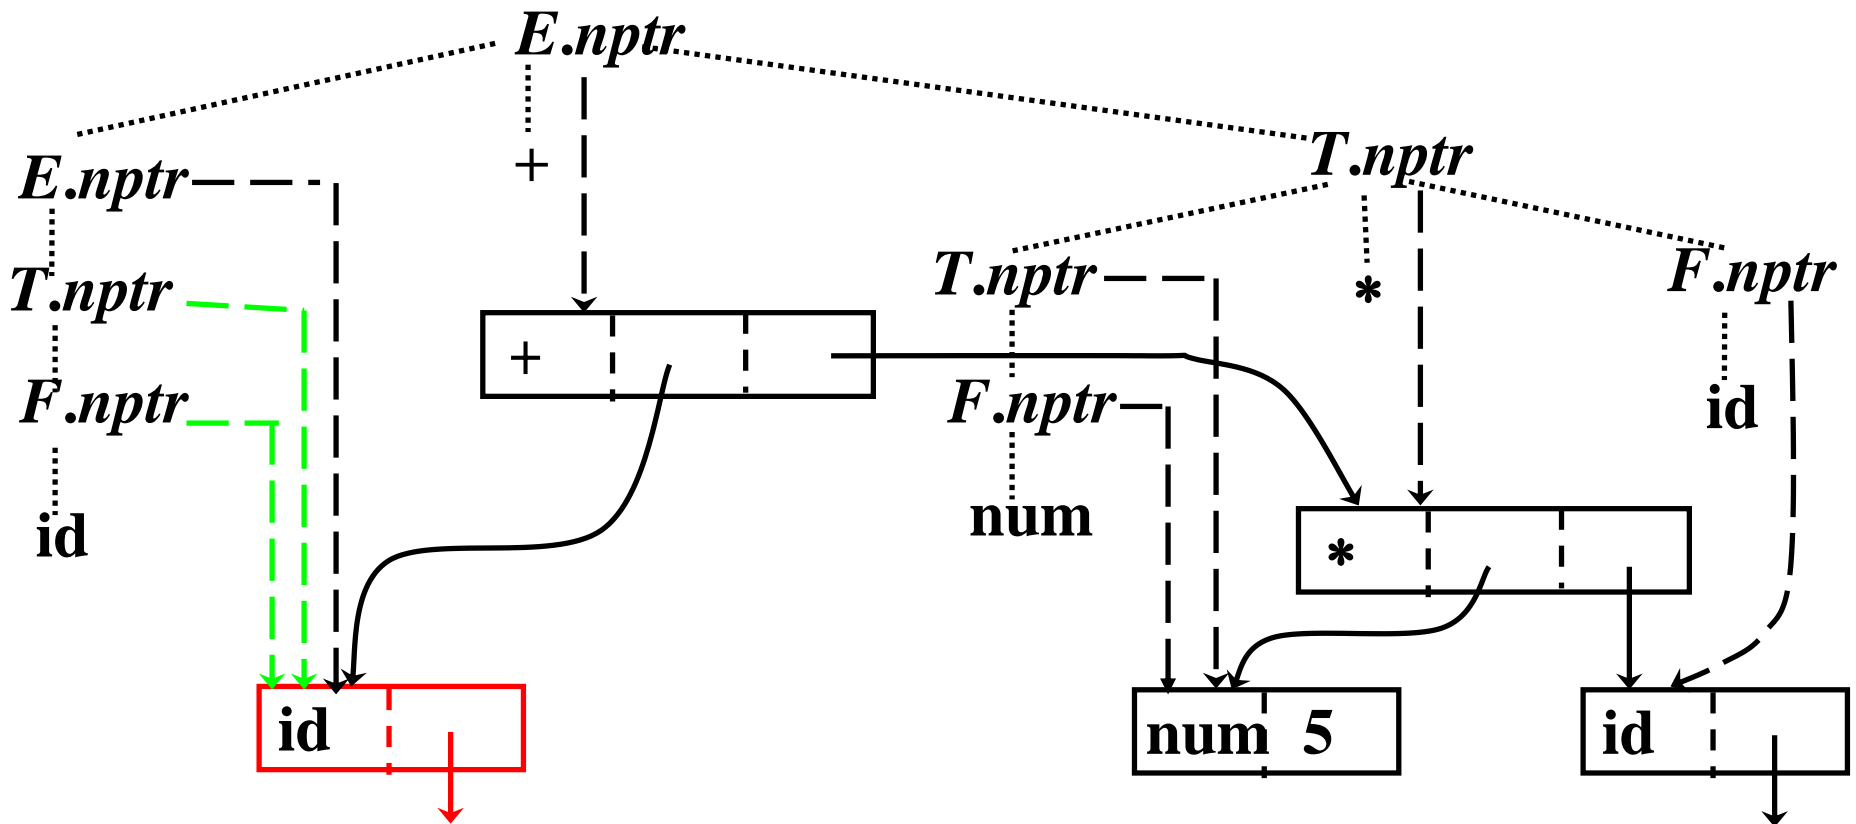 E.nptr
+
T.nptr
E.nptr
T.nptr
*
F.nptr
T.nptr
+
F.nptr
F.nptr
id
id
num
*
id
num 5
id